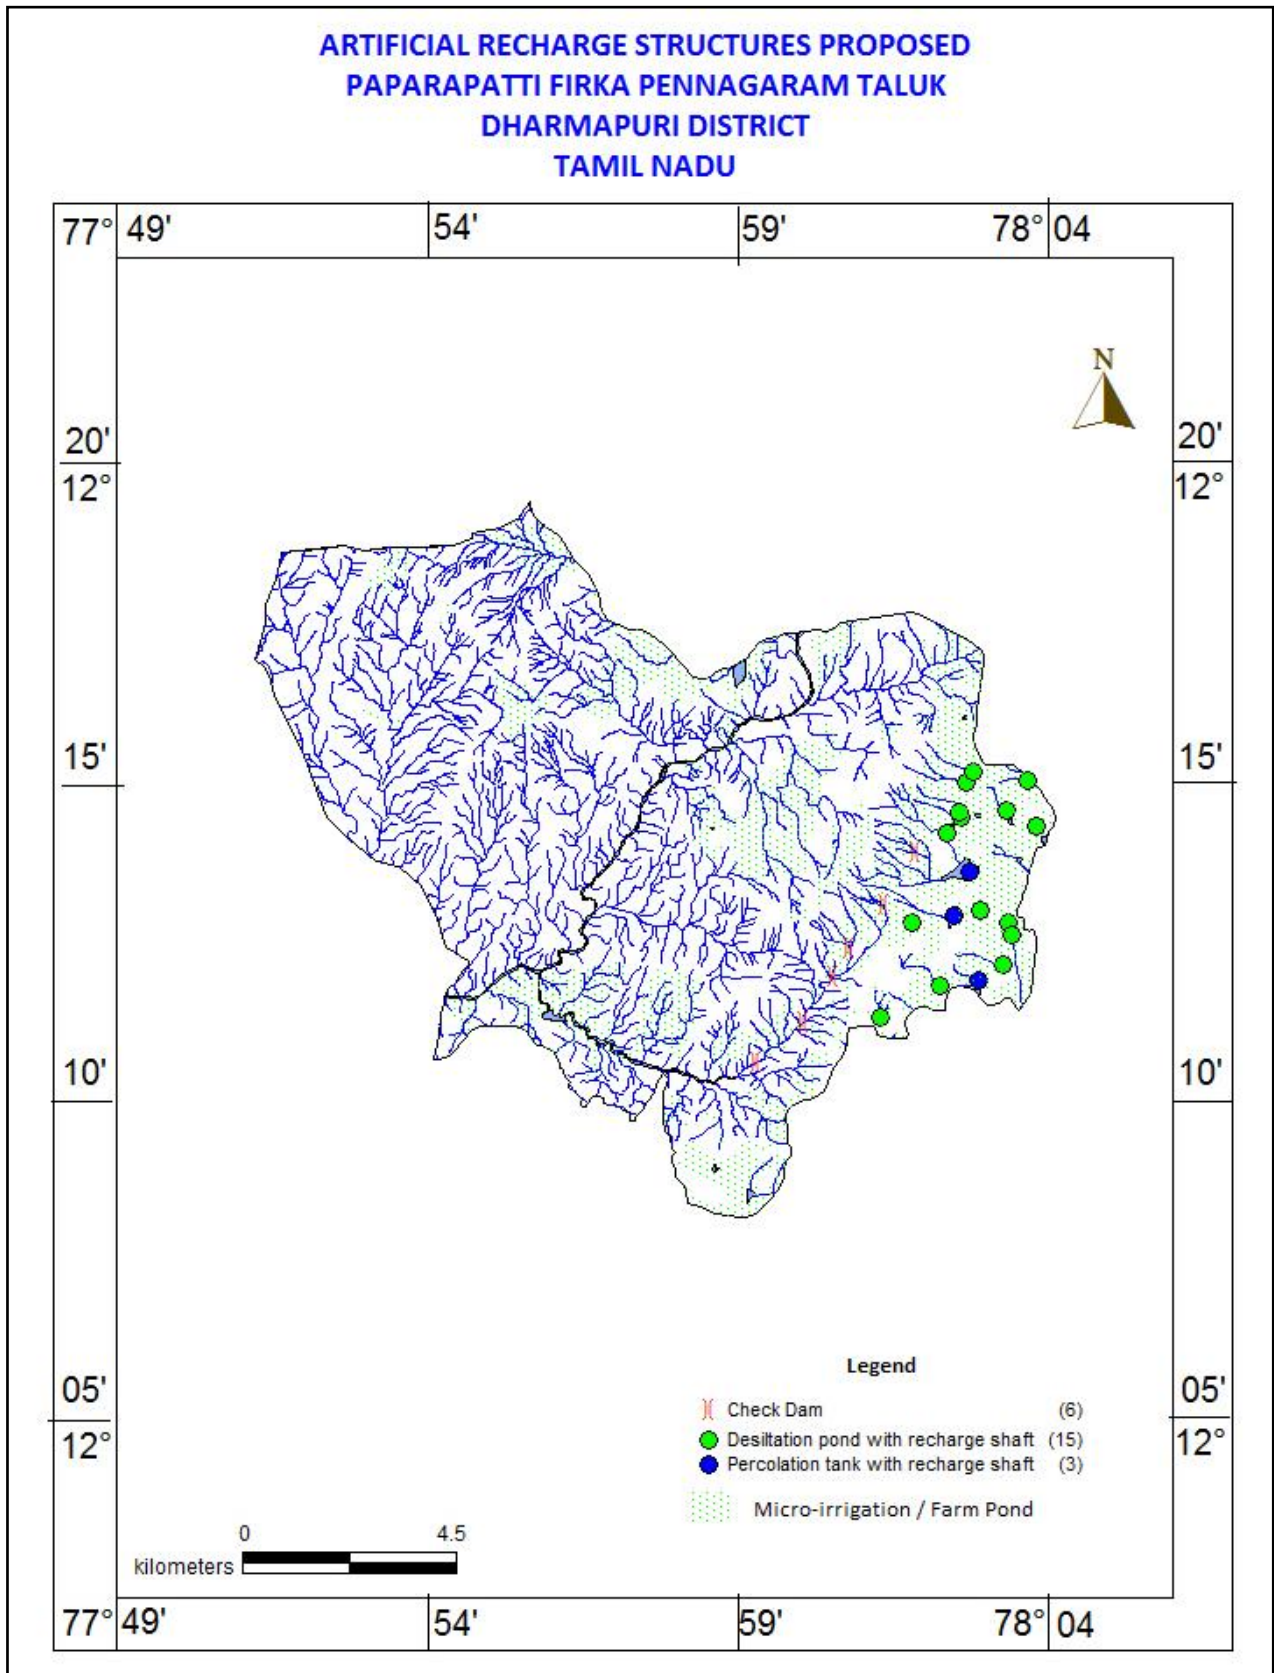 ARTIFICIAL RECHARGE STRUCTURES PROPOSED
PAPARAPATTI FIRKA PENNAGARAM TALUK
DHARMAPURI DISTRICT
TAMIL NADU
77° 49' 54' 59' 78° 04
N
20' 20'
12° 12°
15' 15'
10' 10'
Legend
05' 05'
Check Dam (6)
12° 12°
Desiltation pond with recharge shaft (15)
Percolation tank with recharge shaft (3)
Micro-irrigation / Farm Pond
0 4.5
kilometers
77° 49' 54' 59' 78° 04